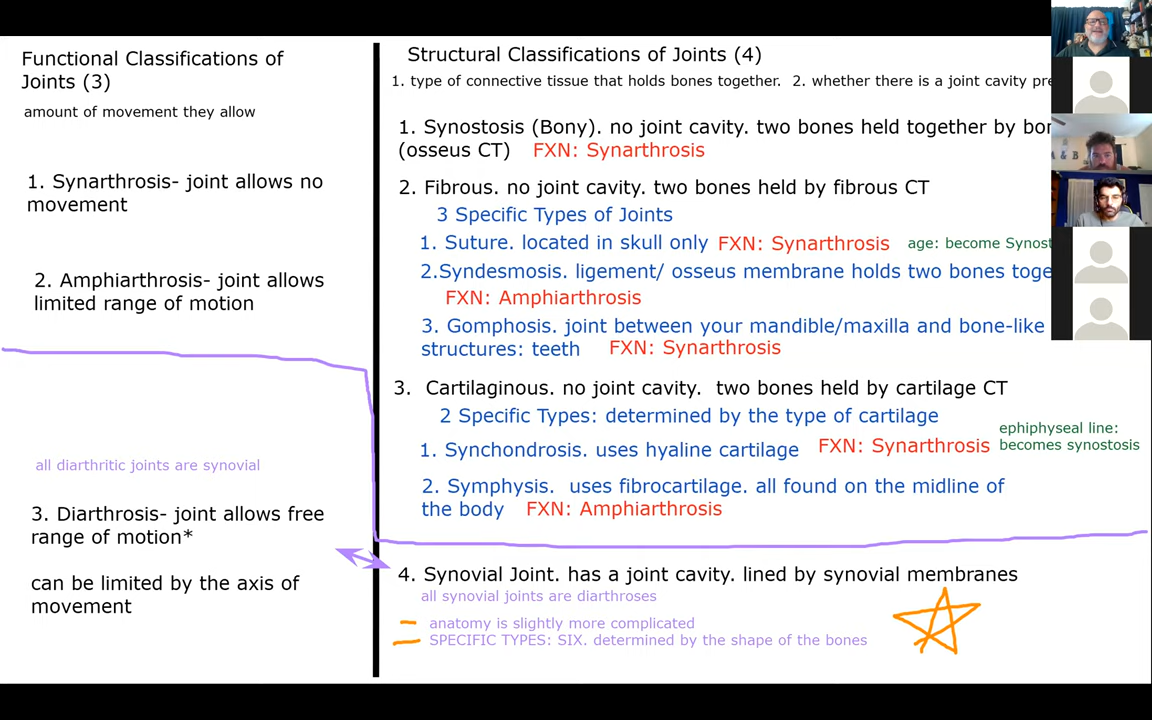 Functional Classifications of
Joints (3)
amount of movement they allow
1. Synarthrosis- joint allows no
movement
2. Amphiarthrosis- joint allows
limited range of motion
all diarthritic joints are synovial
3. Diarthrosis- joint allows free
range of motion*
can be limited by the axis of
movement
Structural Classifications of Joints (4)
1. type of connective tissue that holds bones together. 2. whether there is a joint cavity pre
1. Synostosis (Bony). no joint cavity. two bones held together by bon
(osseus CT) FXN: Synarthrosis
2. Fibrous. no joint cavity. two bones held by fibrous CT
3 Specific Types of Joints
1. Suture. located in skull only FXN: Synarthrosis age: become Synost
2.Syndesmosis. ligement/ osseus membrane holds two bones toge
FXN: Amphiarthrosis
3. Gomphosis. joint between your mandible/maxilla and bone-like
structures: teeth FXN: Synarthrosis
3. Cartilaginous. no joint cavity. two bones held by cartilage CT
2 Specific Types: determined by the type of cartilage
1. Synchondrosis. uses hyaline cartilage FXN: Synarthrosis
ephiphyseal line:
becomes synostosis
2. Symphysis. uses fibrocartilage. all found on the midline of
the body FXN: Amphiarthrosis
4. Synovial Joint. has a joint cavity. lined by synovial membranes
all synovial joints are diarthroses
anatomy is slightly more complicated
SPECIFIC TYPES: SIX. determined by the shape of the bones
A & B